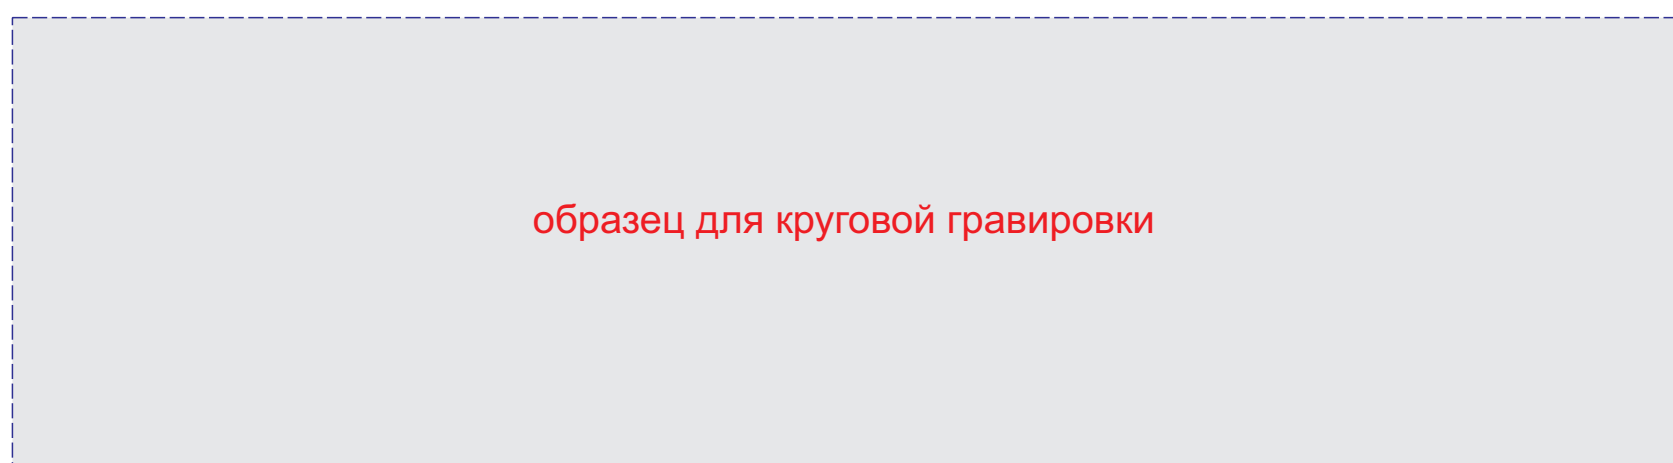 образец для круговой гравировки